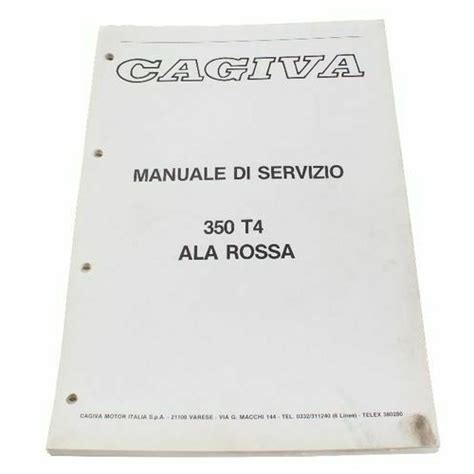 CAGIVA
MANUALE DI SERVIZIO
350 T4
ALA ROSSA
CAGIVA MOTOR ITALIA S.p.A. - 21100 VARESE - VIA G. MACCHI 144 - TEL. 0332/311240 (6 Linee) - TELEX 380280